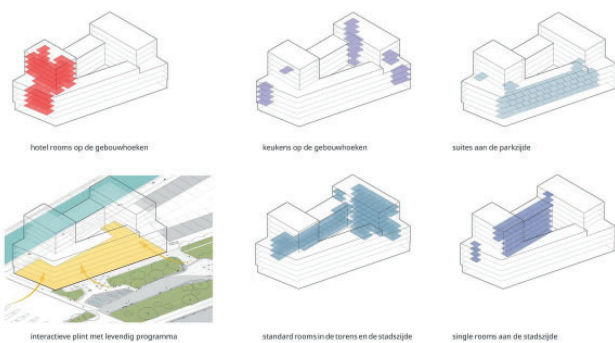 hotel rooms op de gebouwhoeken
keukens op de gebouwhoeken
suites aan de parkzijde
interactieve plint met levendig programma
standard rooms in de torens en de stadszijde
single rooms aan de stadszijde